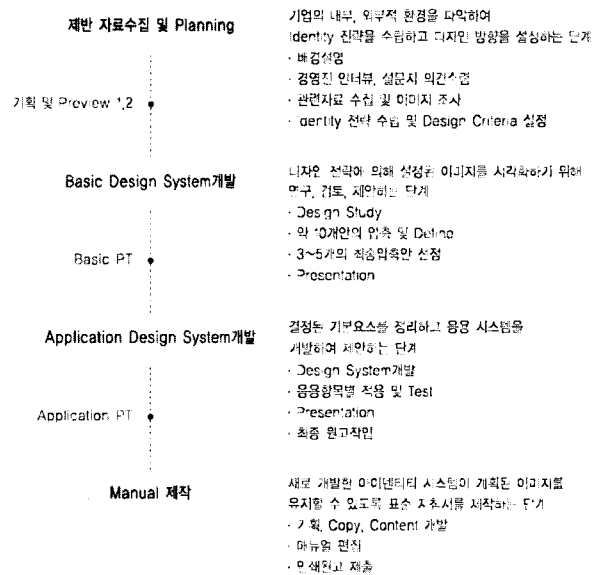 제반 자료수집 및 Planning
기업의 내부, 외부적 환경을 파악하여
Identity 전략을 수립하고 디자인 방향을 설정하는 단계
· 배경설명
· 경영진 인터뷰, 설문지 의견수렴
기획 및 Preview 1,2
· 관련자료 수집 및 이미지 조사
· Identity 전략 수립 및 Design Criteria 설정
Basic Design System개발
디자인 전략에 의해 설정된 이미지를 시각화하기 위해
연구, 검토, 제안하는 단계
· Design Study
· 약 10개안의 압축 및 Define
Basic PT
· 3~5개의 최종압축안 선정
· Presentation
Application Design System개발
결정된 기본요소를 정리하고 응용 시스템을
개발하여 제안하는 단계
· Design System개발
· 응용항목별 적용 및 Test
Application PT
· Presentation
· 최종 원고작업
Manual 제작
새로 개발한 아이덴티티 시스템이 계획된 이미지를
유지할 수 있도록 표준 지침서를 제작하는 단계
· 기획, Copy, Content 개발
· 매뉴얼 편집
· 인쇄원고 제출